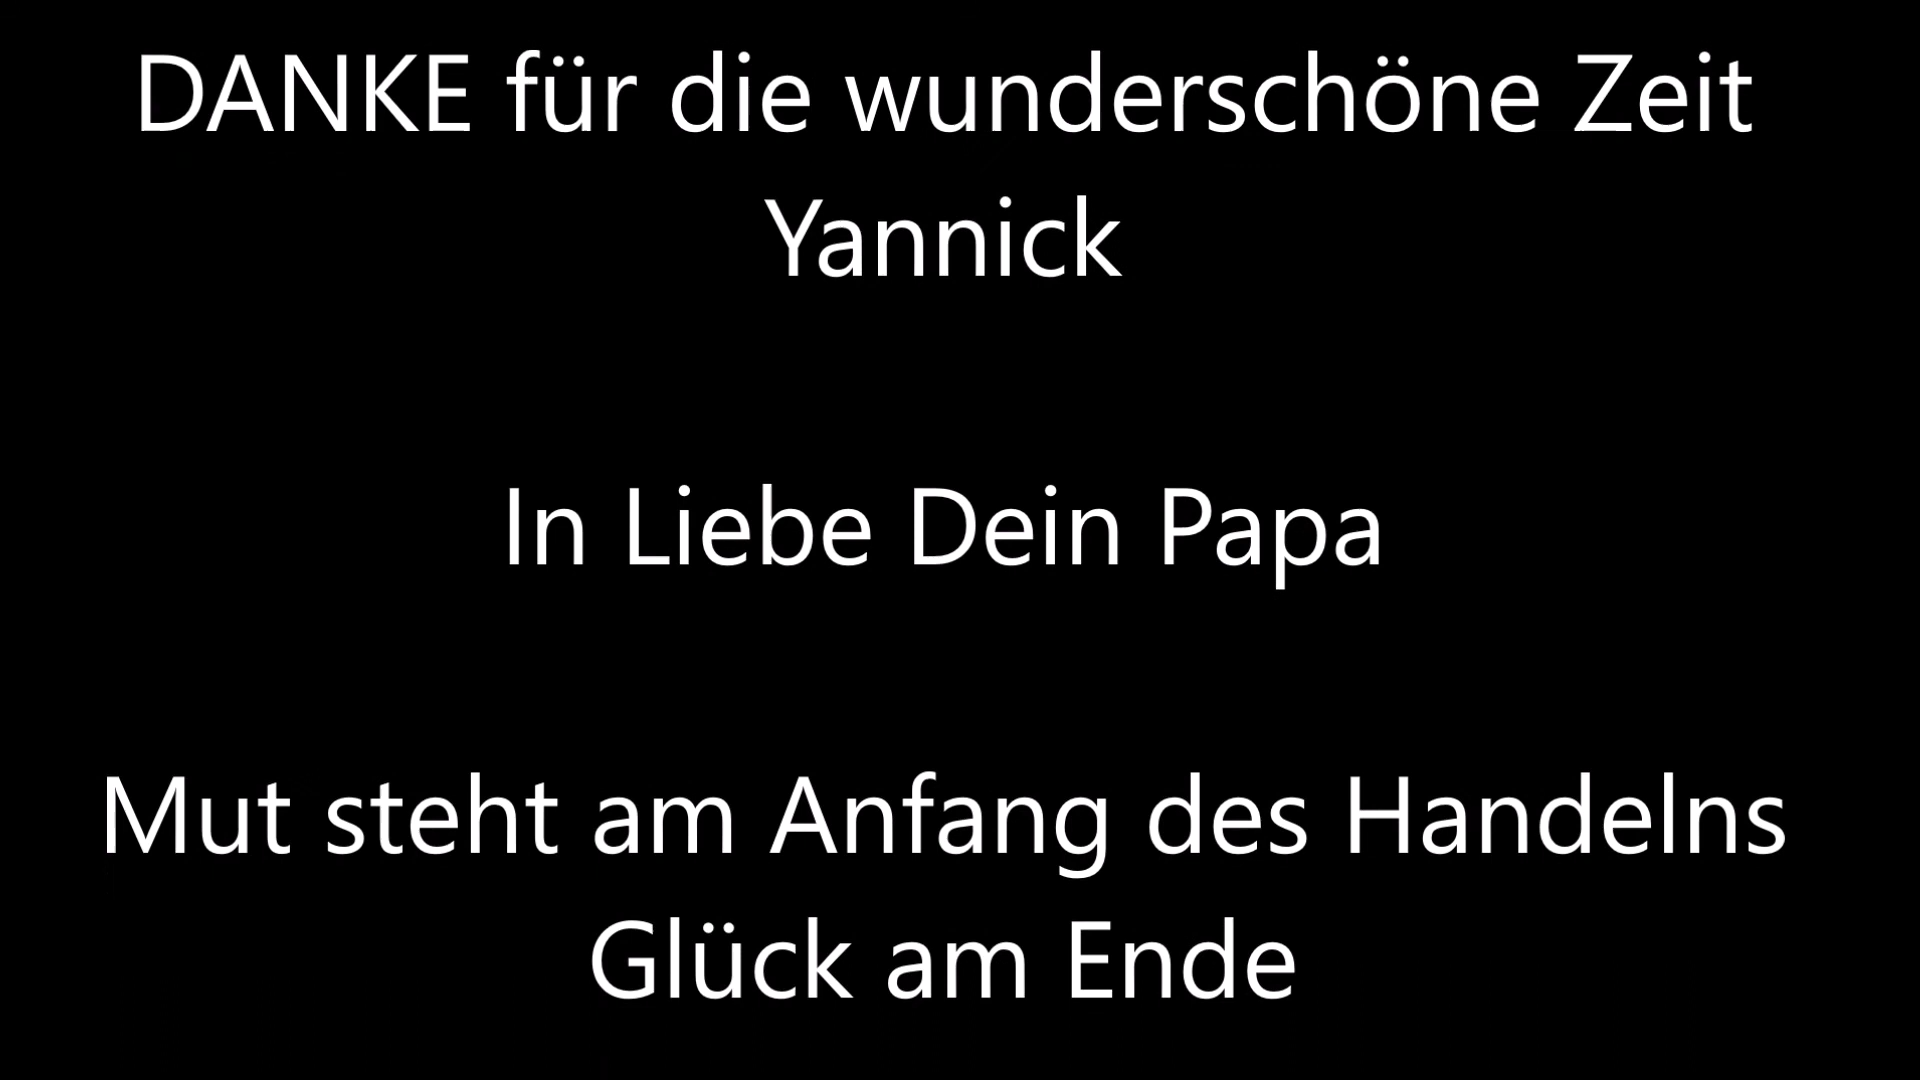 DANKE für die wunderschöne Zeit
Yannick
In Liebe Dein Papa
Mut steht am Anfang des Handelns
Glück am Ende